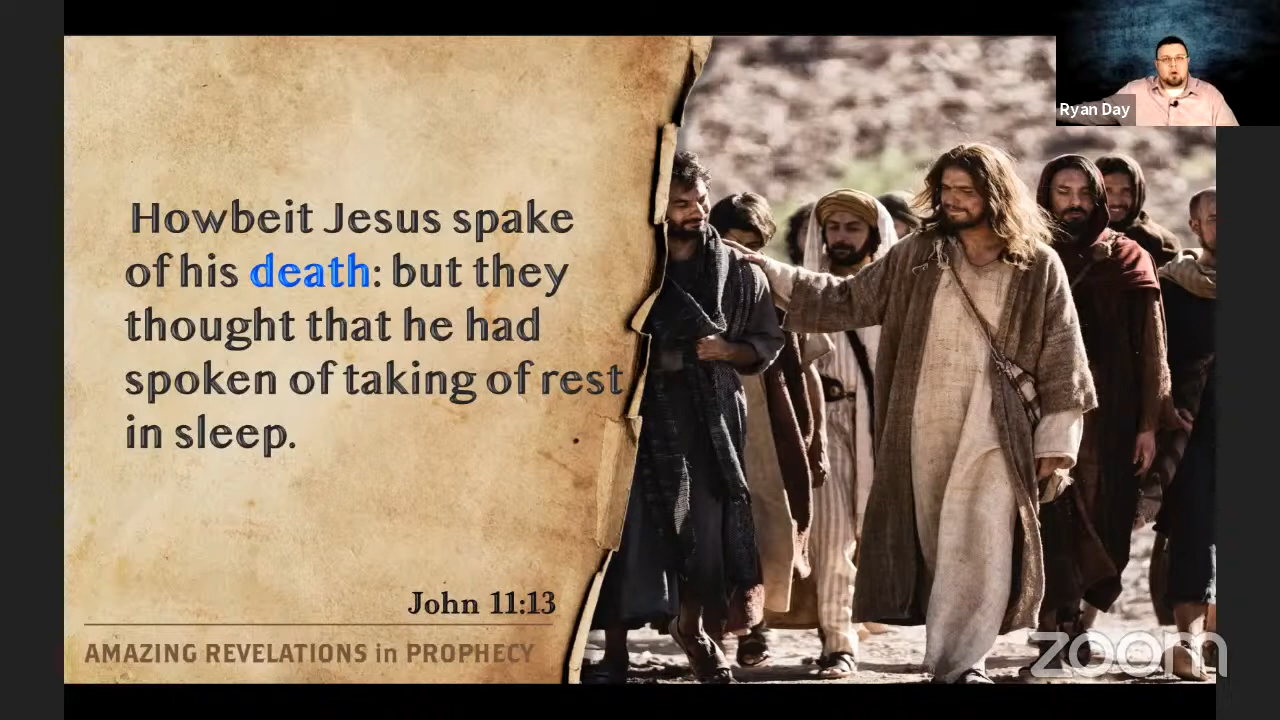 Ryan Day
Howbeit Jesus spake
of his death: but they
thought that he had
spoken of taking of rest
in sleep.
John 11:13
AMAZING REVELATIONS in PROPHECY
zoom